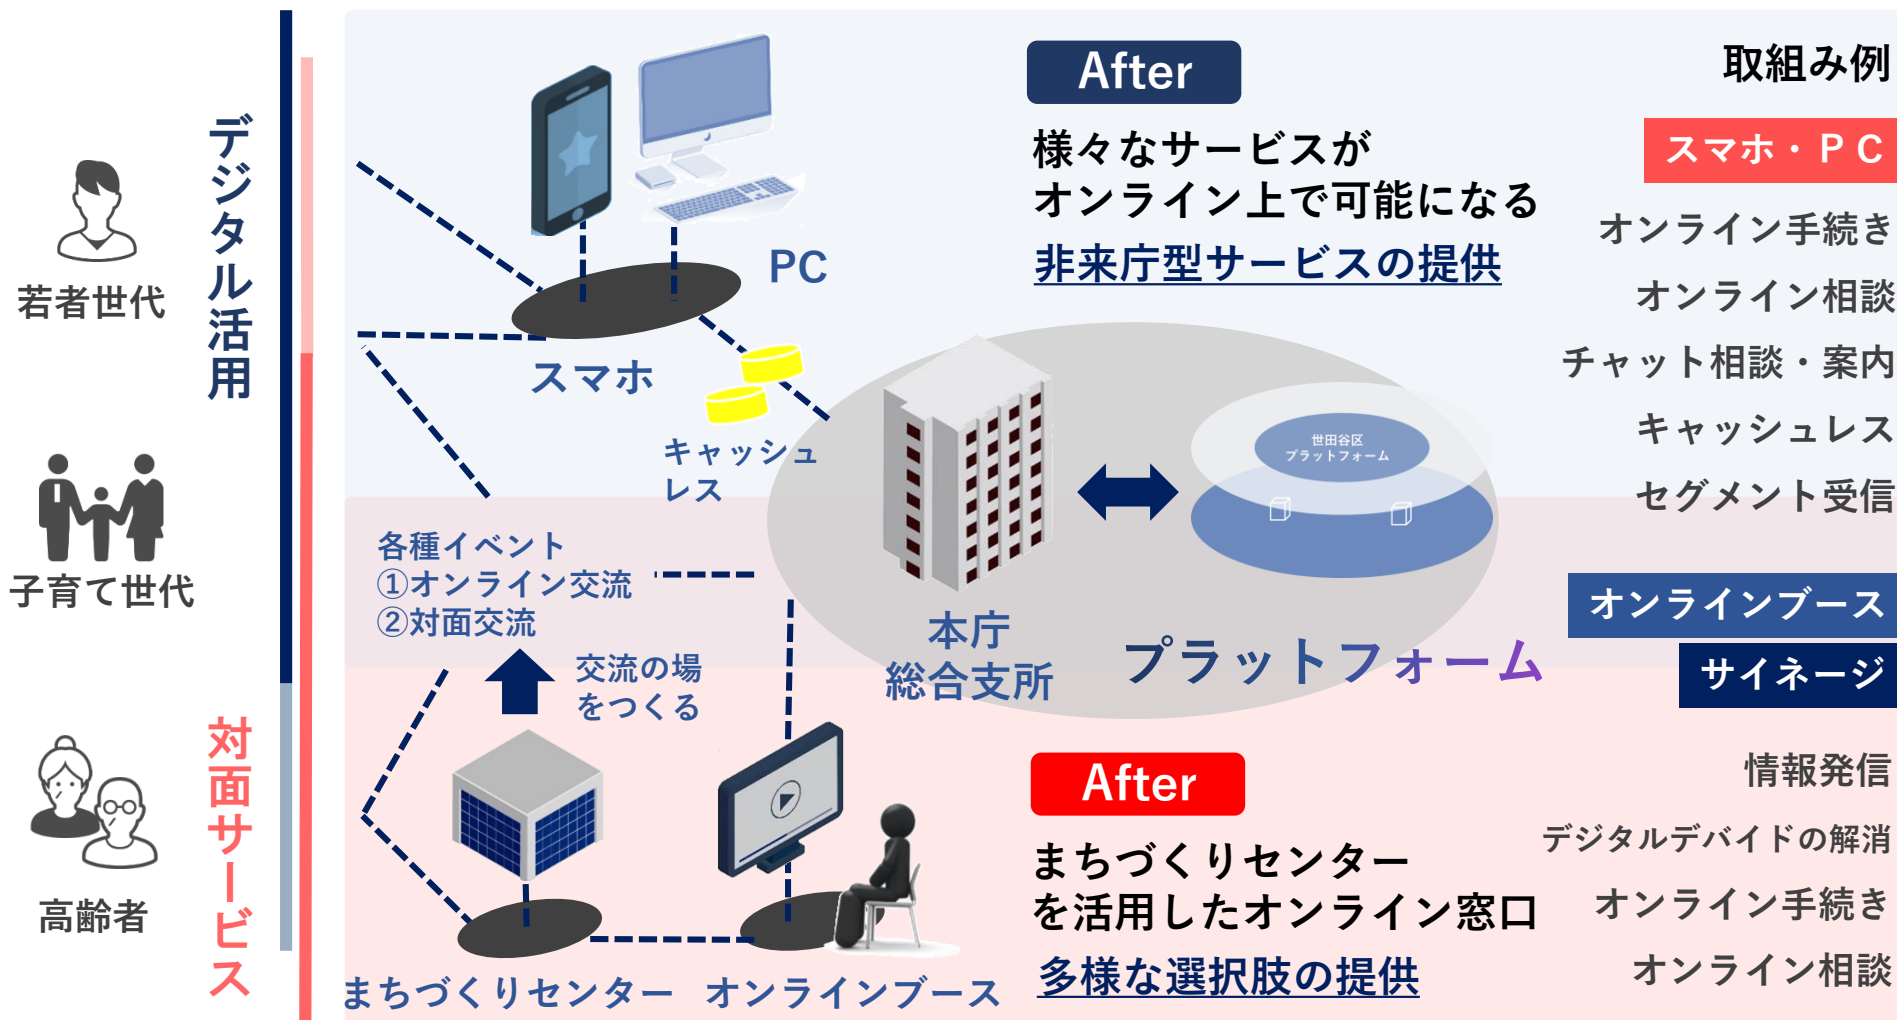 若者世代
子育て世代
高齢者
デジタル活用
対面サービス
PC
スマホ
キャッシュ
レス
各種イベント
①オンライン交流
②対面交流
交流の場
をつくる
まちづくりセンター
オンラインブース
本庁
総合支所
世田谷区
プラットフォーム
プラットフォーム
After
様々なサービスが
オンライン上で可能になる
非来庁型サービスの提供
After
まちづくりセンター
を活用したオンライン窓口
多様な選択肢の提供
取組み例
スマホ・ＰＣ
オンライン手続き
オンライン相談
チャット相談・案内
キャッシュレス
セグメント受信
オンラインブース
サイネージ
情報発信
デジタルデバイドの解消
オンライン手続き
オンライン相談